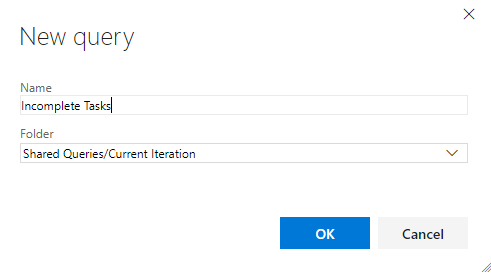 New query
Name
Incomplete Tasks
Folder
Shared Queries/Current Iteration
OK
Cancel